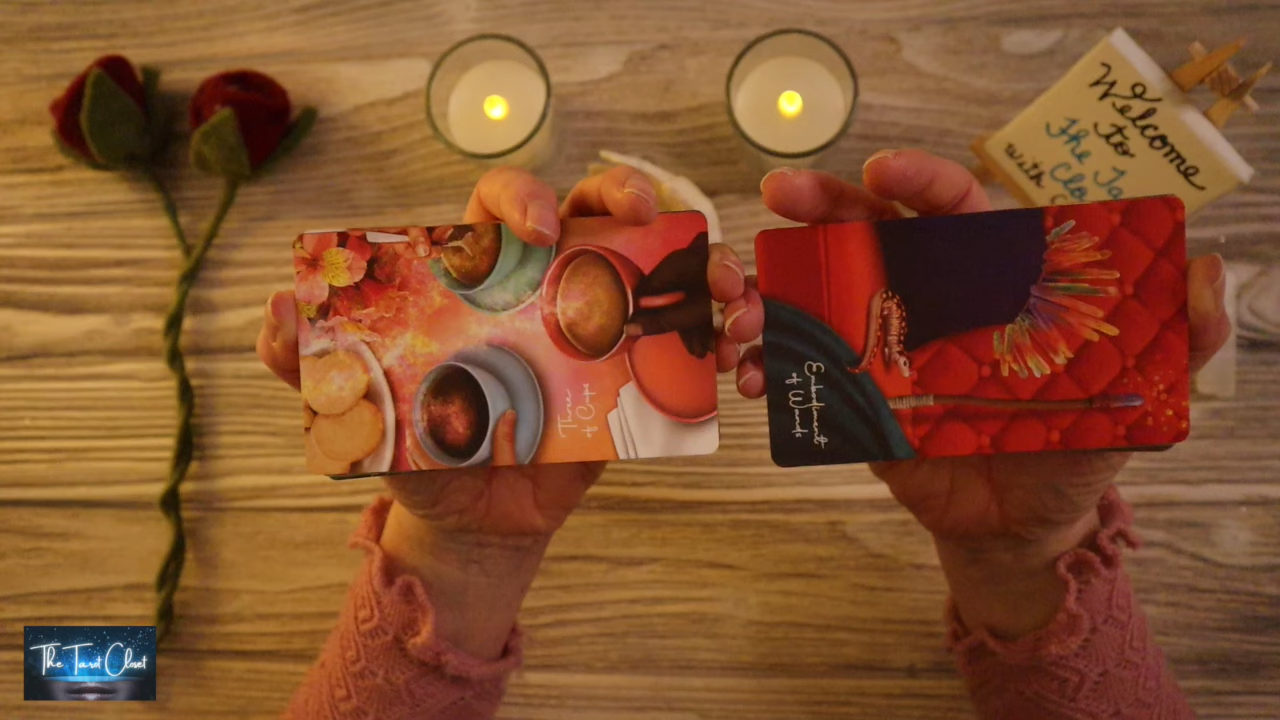 Welcome
to
The Ta
Clo
with
Three
of Cups
Embodiment
of Wands
The Tarot Closet